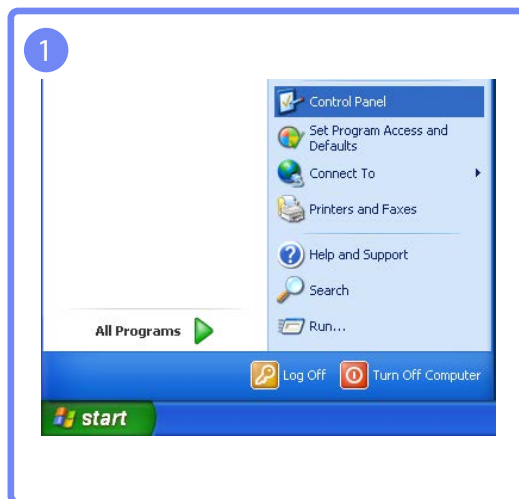 1
Control Panel
Set Program Access and
Defaults
Connect To
Printers and Faxes
Help and Support
Search
All Programs
Run...
Log Off
Turn Off Computer
start